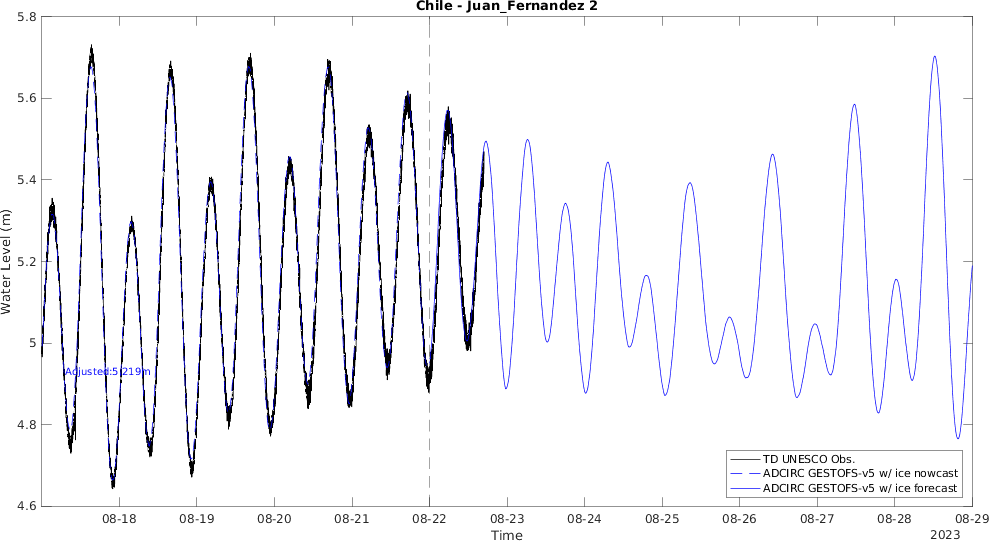 Chile - Juan_Fernandez 2
5.8
5.6
5.4
5.2
5
4.8
4.6
Water Level (m)
Adjusted:5.219m
TD UNESCO Obs.
ADCIRC GESTOFS-v5 w/ ice nowcast
ADCIRC GESTOFS-v5 w/ ice forecast
08-18 08-19 08-20 08-21 08-22 08-23 08-24 08-25 08-26 08-27 08-28 08-29
Time
2023